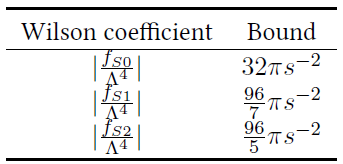 Wilson coefficient Bound
|f_{S0}/Λ^4| 32πs^{-2}
|f_{S1}/Λ^4| 96/7 πs^{-2}
|f_{S2}/Λ^4| 96/5 πs^{-2}